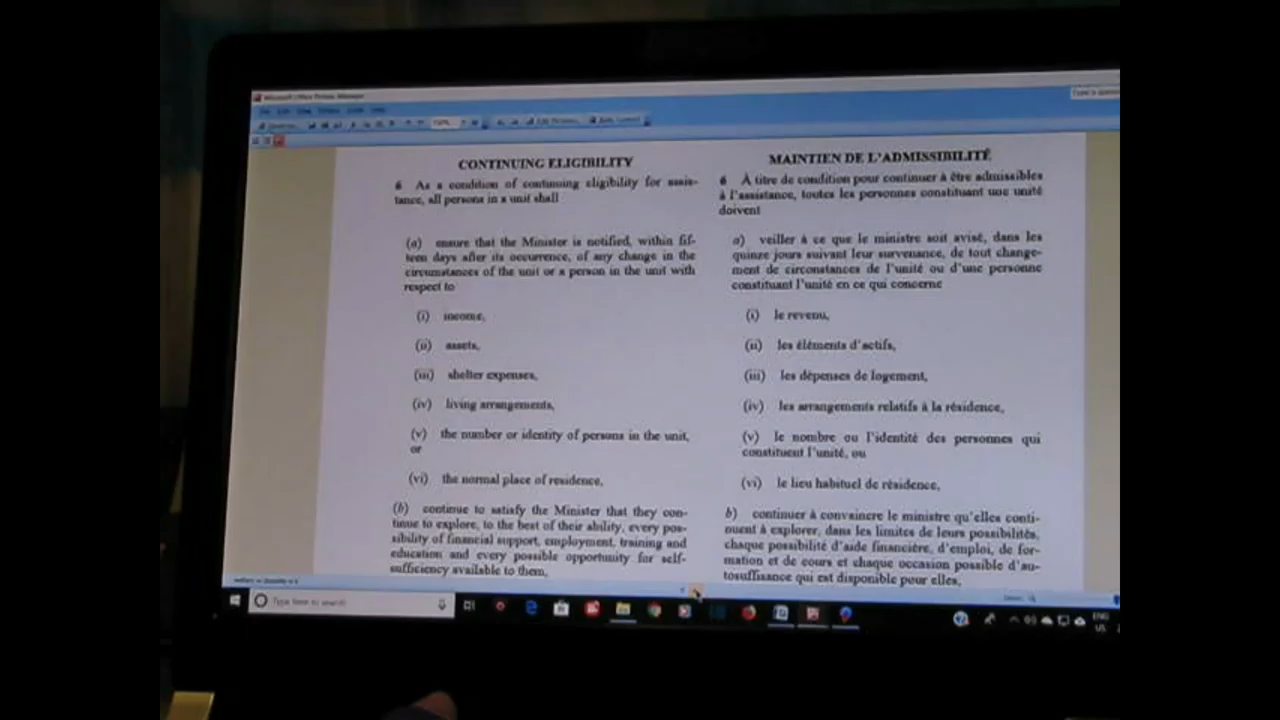 Microsoft Office Picture Manager
Type a question
CONTINUING ELIGIBILITY
6 As a condition of continuing eligibility for assis-
tance, all persons in a unit shall
(a) ensure that the Minister is notified, within fif-
teen days after its occurrence, of any change in the
circumstances of the unit or a person in the unit with
respect to
(i) income,
(ii) assets,
(iii) shelter expenses,
(iv) living arrangements,
(v) the number or identity of persons in the unit,
or
(vi) the normal place of residence,
(b) continue to satisfy the Minister that they con-
tinue to explore, to the best of their ability, every pos-
sibility of financial support, employment, training and
education and every possible opportunity for self-
sufficiency available to them,
MAINTIEN DE L'ADMISSIBILITÉ
6 À titre de condition pour continuer à être admissibles
à l'assistance, toutes les personnes constituant une unité
doivent
a) veiller à ce que le ministre soit avisé, dans les
quinze jours suivant leur survenance, de tout change-
ment de circonstances de l'unité ou d'une personne
constituant l'unité en ce qui concerne
(i) le revenu,
(ii) les éléments d'actifs,
(iii) les dépenses de logement,
(iv) les arrangements relatifs à la résidence,
(v) le nombre ou l'identité des personnes qui
constituent l'unité, ou
(vi) le lieu habituel de résidence,
b) continuer à convaincre le ministre qu'elles conti-
nuent à explorer, dans les limites de leurs possibilités,
chaque possibilité d'aide financière, d'emploi, de for-
mation et de cours et chaque occasion possible d'au-
tosuffisance qui est disponible pour elles,
Type here to search
ENG
US